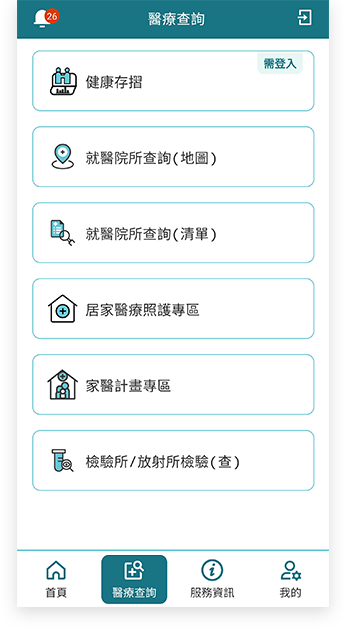 26
醫療查詢
需登入
健康存摺
就醫院所查詢(地圖)
就醫院所查詢(清單)
居家醫療照護專區
家醫計畫專區
檢驗所/放射所檢驗(查)
首頁
醫療查詢
服務資訊
我的